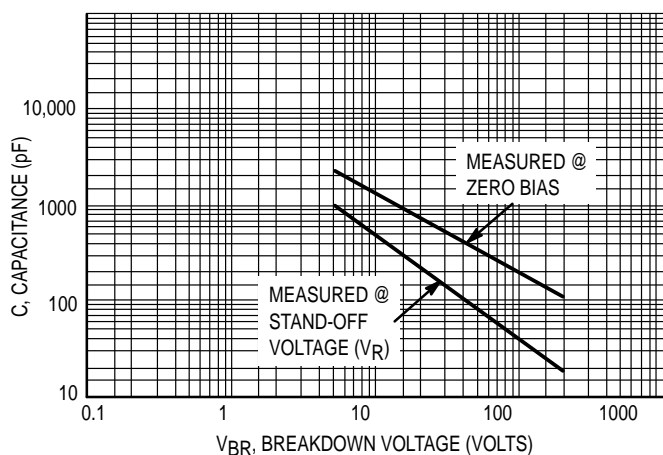 10,000
1000
100
10
C, CAPACITANCE (pF)
MEASURED @
ZERO BIAS
MEASURED @
STAND-OFF
VOLTAGE (VR)
0.1
1
10
100
1000
VBR, BREAKDOWN VOLTAGE (VOLTS)